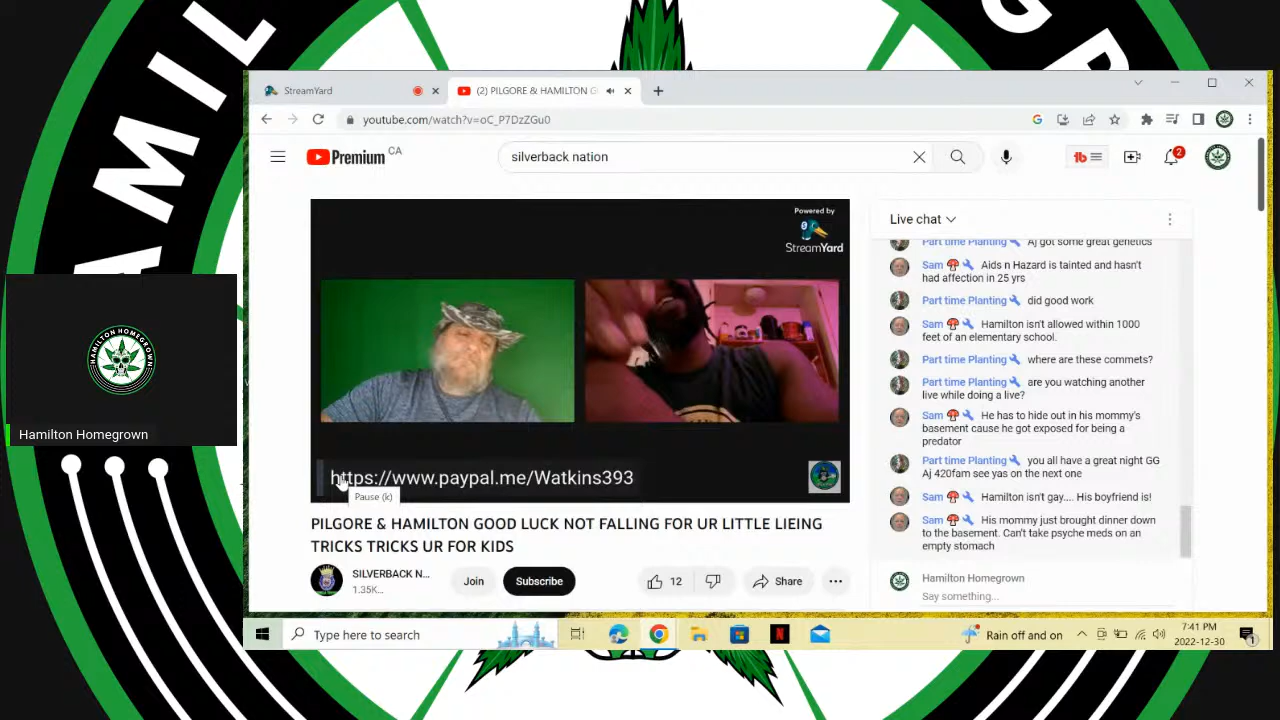 StreamYard
(2) PILGORE & HAMILTON G
youtube.com/watch?v=oC_P7DzZGu0
Premium CA
silverback nation
2
Powered by
StreamYard
https://www.paypal.me/Watkins393
Pause (k)
PILGORE & HAMILTON GOOD LUCK NOT FALLING FOR UR LITTLE LIEING
TRICKS TRICKS UR FOR KIDS
SILVERBACK N...
1.35K...
Join
Subscribe
12
Share
Live chat
Part time Planting Aj got some great genetics
Sam Aids n Hazard is tainted and hasn't
had affection in 25 yrs
Part time Planting did good work
Sam Hamilton isn't allowed within 1000
feet of an elementary school.
Part time Planting where are these commets?
Part time Planting are you watching another
live while doing a live?
Sam He has to hide out in his mommy's
basement cause he got exposed for being a
predator
Part time Planting you all have a great night GG
Aj 420fam see yas on the next one
Sam Hamilton isn't gay.... His boyfriend is!
Sam His mommy just brought dinner down
to the basement. Can't take psyche meds on an
empty stomach
Hamilton Homegrown
Say something...
HAMILTON HOMEGROWN
Hamilton Homegrown
Type here to search
Rain off and on
7:41 PM
2022-12-30
1